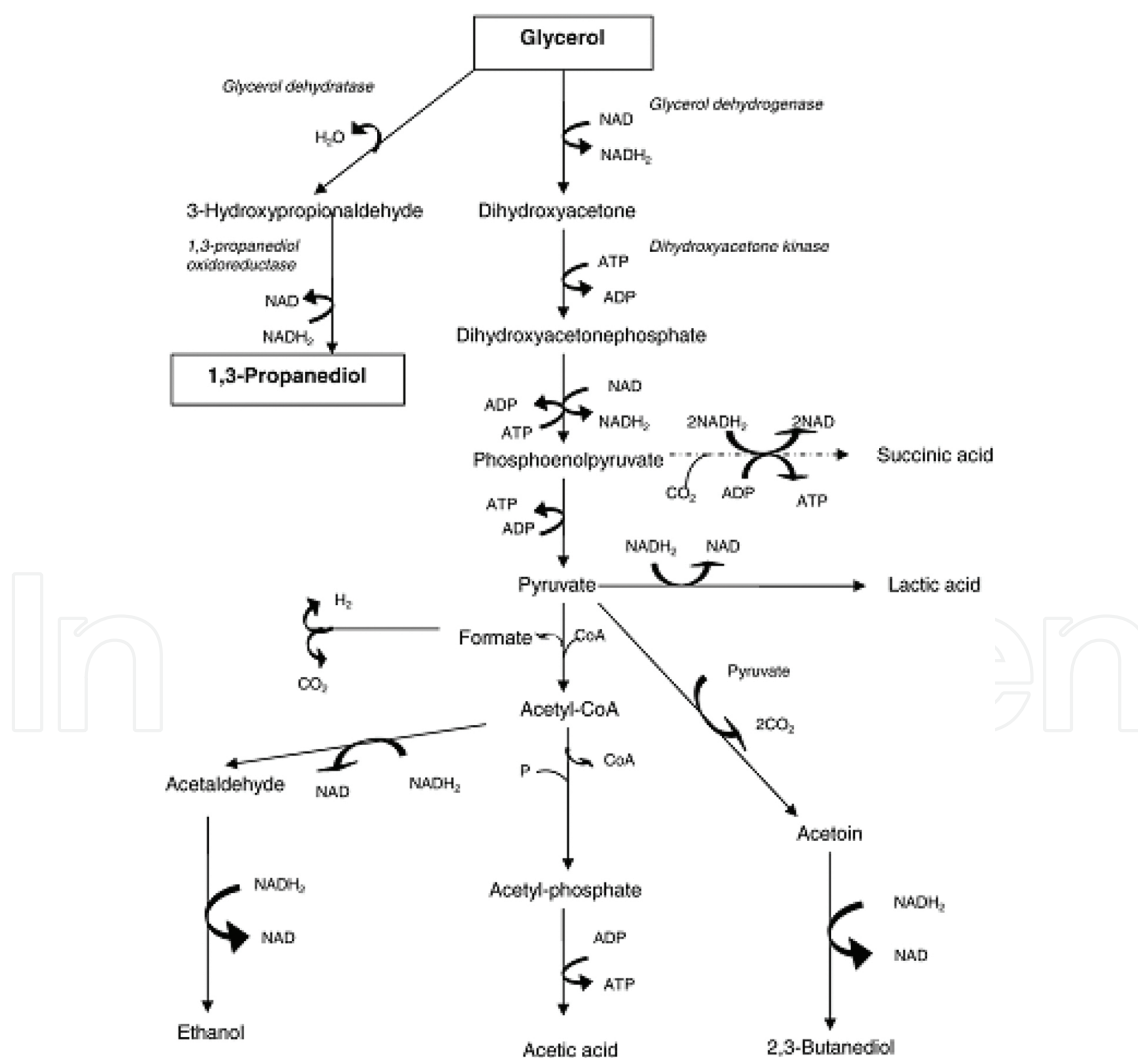 Glycerol
Glycerol dehydratase
Glycerol dehydrogenase
NAD
H₂O
NADH₂
3-Hydroxypropionaldehyde
Dihydroxyacetone
1,3-propanediol
oxidoreductase
Dihydroxyacetone kinase
ATP
ADP
NAD
NADH₂
Dihydroxyacetonephosphate
1,3-Propanediol
NAD
ADP
NADH₂
ATP
2NADH₂
2NAD
Phosphoenolpyruvate
Succinic acid
CO₂
ADP
ATP
ATP
ADP
NADH₂
NAD
Pyruvate
Lactic acid
H₂
Formate
CoA
CO₂
Pyruvate
Acetyl-CoA
2CO₂
CoA
P
Acetaldehyde
NAD
NADH₂
Acetoin
NADH₂
Acetyl-phosphate
NADH₂
NAD
ADP
NAD
ATP
Ethanol
Acetic acid
2,3-Butanediol
In
en